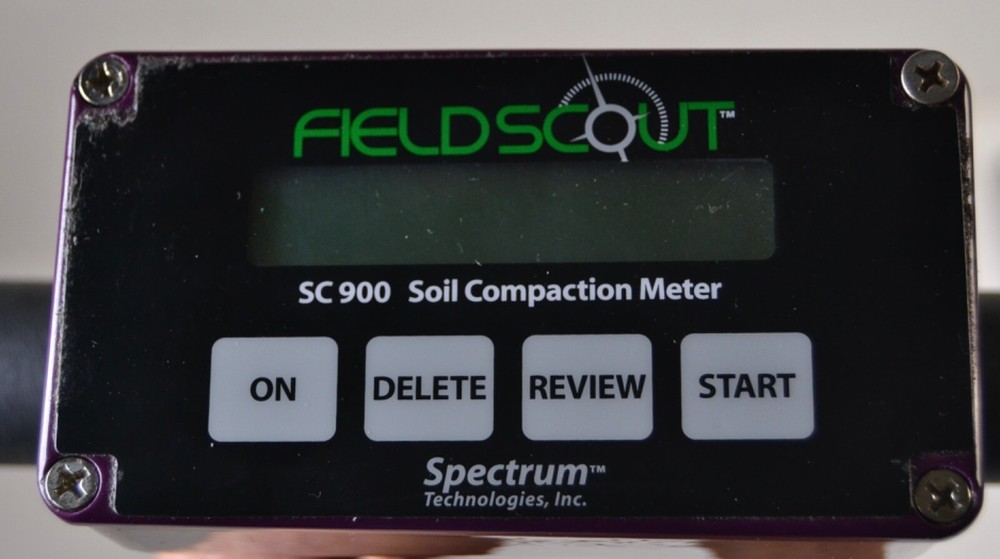 FIELDSCOUT™
SC 900 Soil Compaction Meter
ON DELETE REVIEW START
Spectrum™
Technologies, Inc.